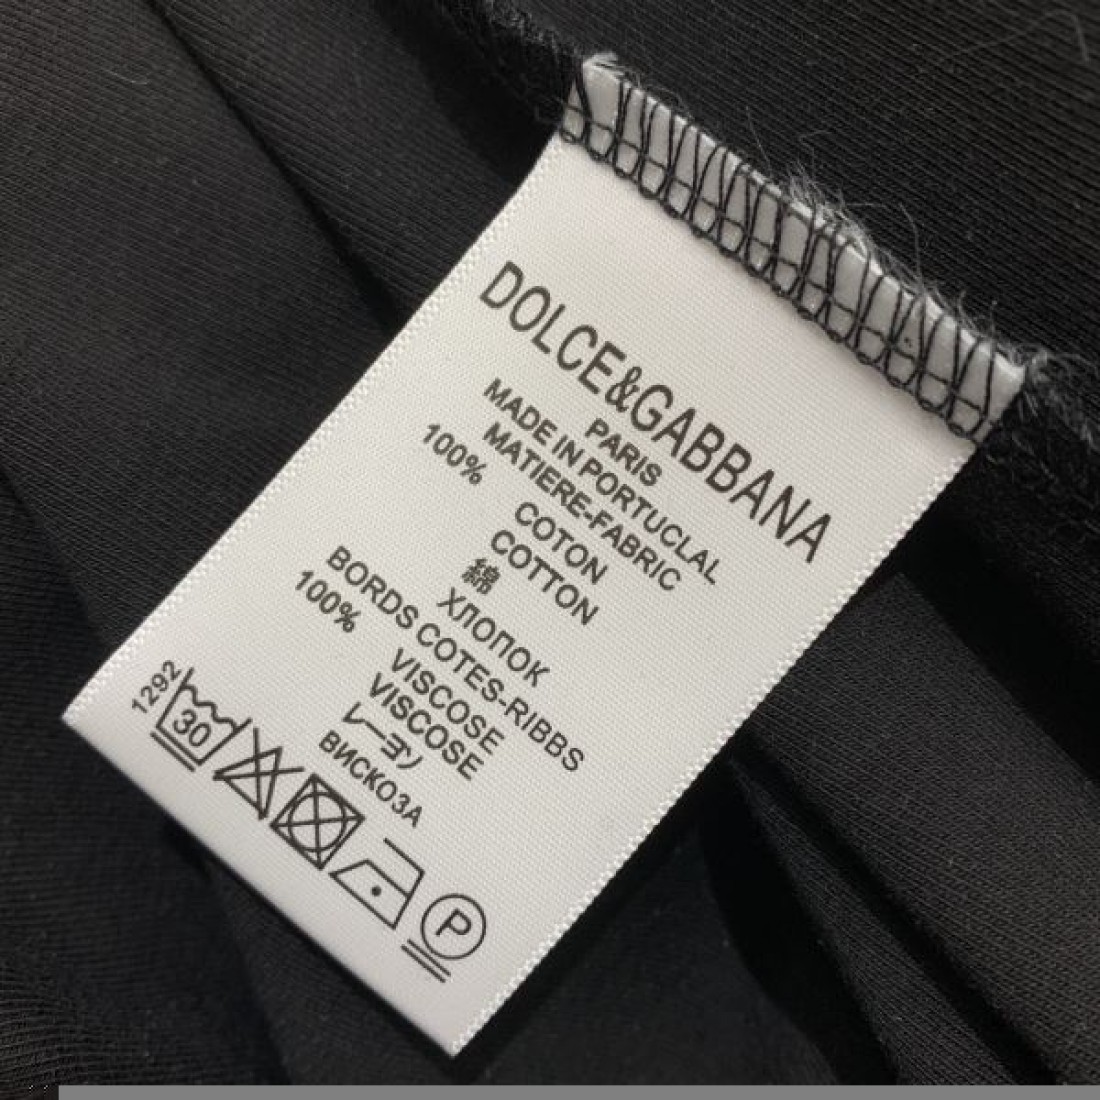 DOLCE&GABBANA
PARIS
MADE IN PORTUCLAL
MATIERE-FABRIC
100% COTON
COTTON
綿
ХЛОПОК
BORDS COTES-RIBBS
100% VISCOSE
VISCOSE
レーヨン
ВИСКОЗА
1292
30
P